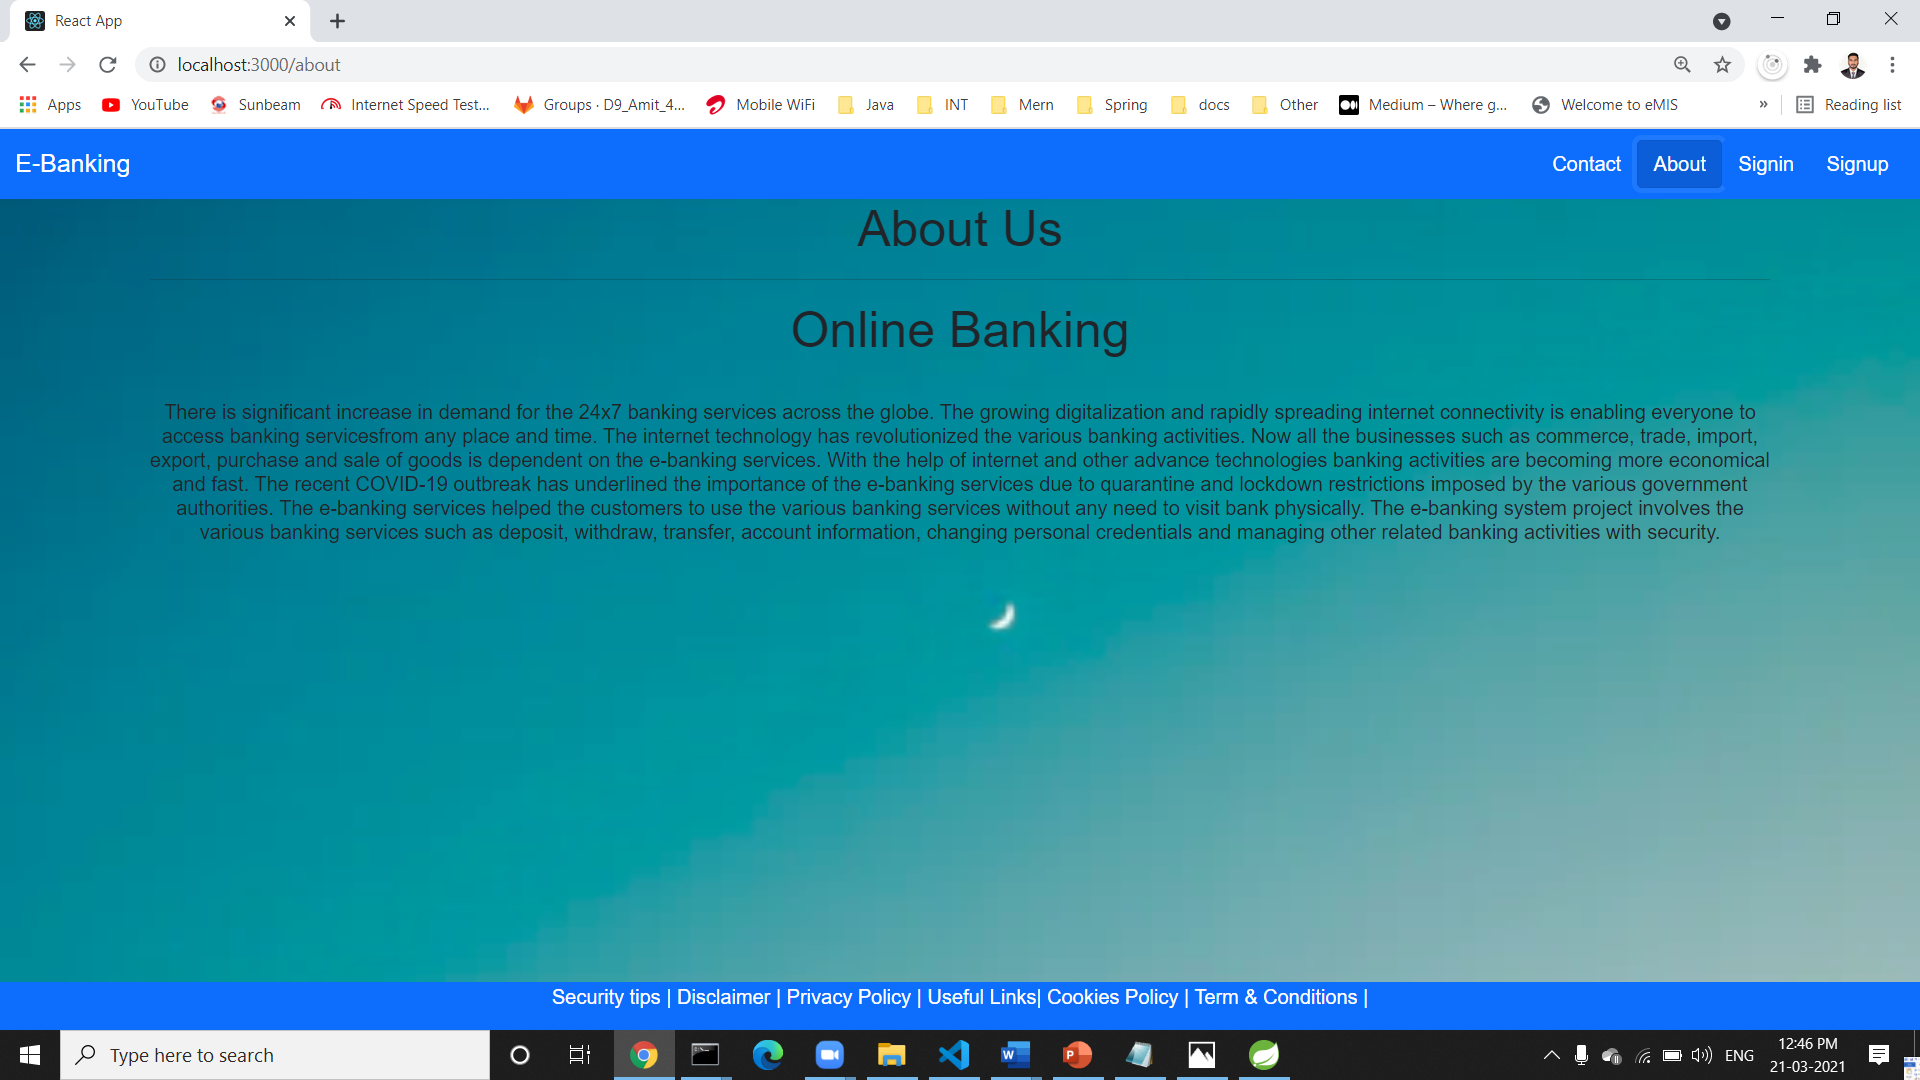 React App
localhost:3000/about
Apps YouTube Sunbeam Internet Speed Test... Groups · D9_Amit_4... Mobile WiFi Java INT Mern Spring docs Other Medium – Where g... Welcome to eMIS » Reading list
E-Banking Contact About Signin Signup
About Us
Online Banking
There is significant increase in demand for the 24x7 banking services across the globe. The growing digitalization and rapidly spreading internet connectivity is enabling everyone to
access banking servicesfrom any place and time. The internet technology has revolutionized the various banking activities. Now all the businesses such as commerce, trade, import,
export, purchase and sale of goods is dependent on the e-banking services. With the help of internet and other advance technologies banking activities are becoming more economical
and fast. The recent COVID-19 outbreak has underlined the importance of the e-banking services due to quarantine and lockdown restrictions imposed by the various government
authorities. The e-banking services helped the customers to use the various banking services without any need to visit bank physically. The e-banking system project involves the
various banking services such as deposit, withdraw, transfer, account information, changing personal credentials and managing other related banking activities with security.
Security tips | Disclaimer | Privacy Policy | Useful Links| Cookies Policy | Term & Conditions |
Type here to search ENG 12:46 PM
21-03-2021